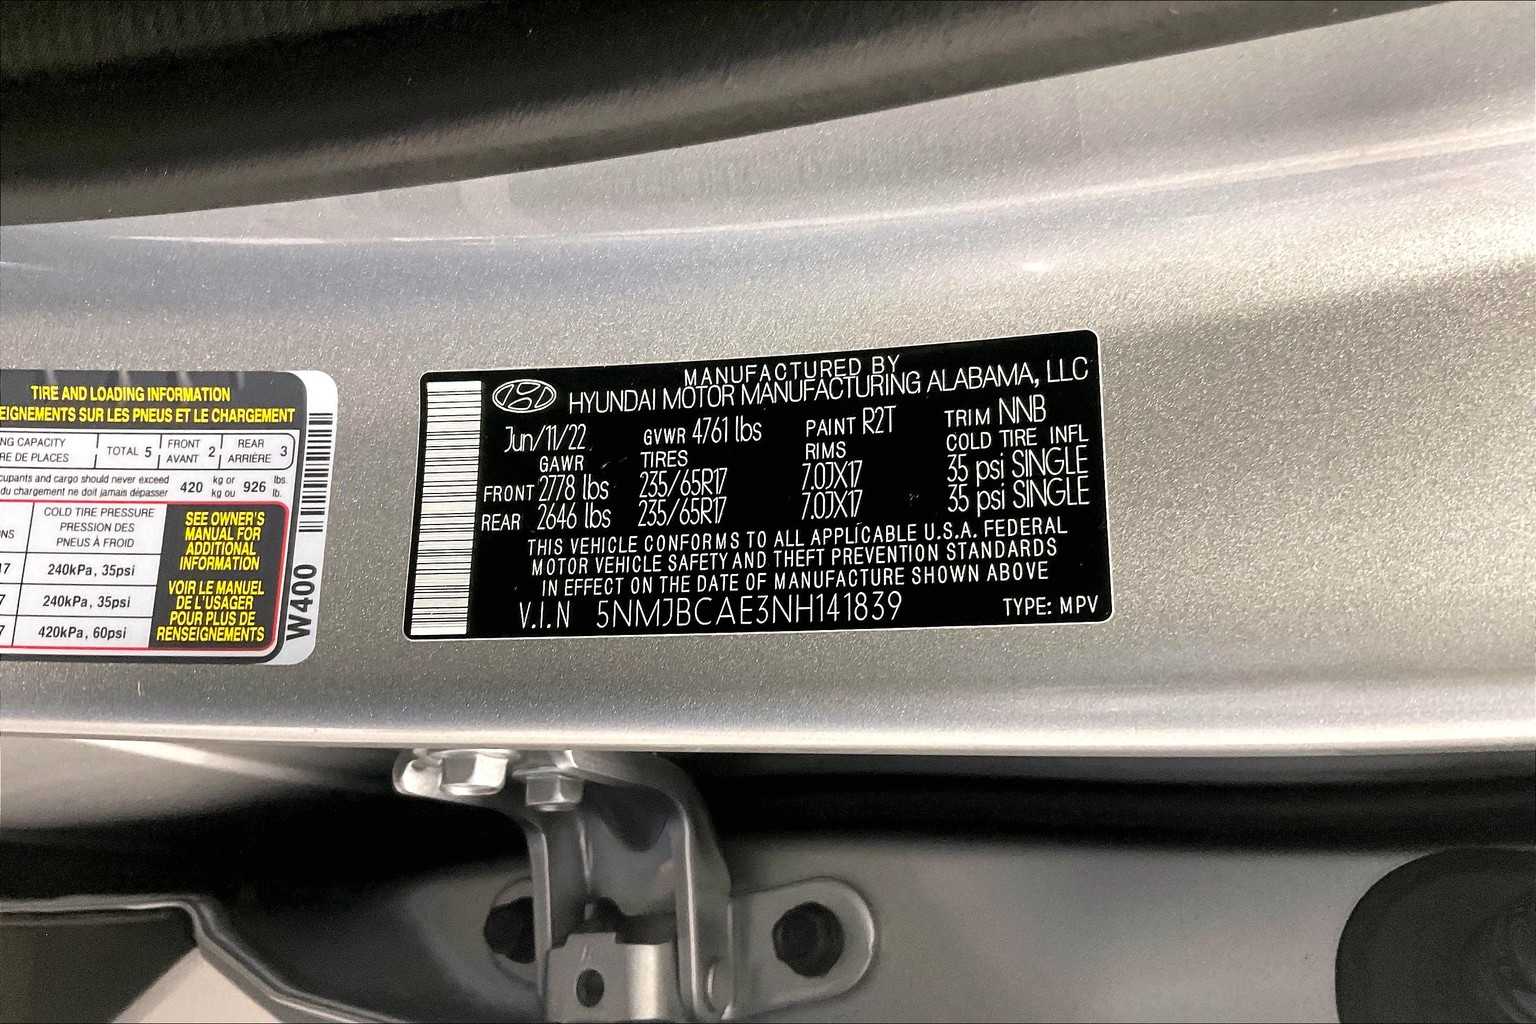 TIRE AND LOADING INFORMATION
EIGNEMENTS SUR LES PNEUS ET LE CHARGEMENT
NG CAPACITY
RE DE PLACES
TOTAL 5
FRONT
AVANT 2
REAR
ARRIÈRE 3
cupants and cargo should never exceed
du chargement ne doit jamais dépasser
420 kg or
kg ou
926 lbs.
lb.
NS
COLD TIRE PRESSURE
PRESSION DES
PNEUS À FROID
17 240kPa, 35psi
7 240kPa, 35psi
7 420kPa, 60psi
SEE OWNER'S
MANUAL FOR
ADDITIONAL
INFORMATION
VOIR LE MANUEL
DE L'USAGER
POUR PLUS DE
RENSEIGNEMENTS
W400
MANUFACTURED BY
HYUNDAI MOTOR MANUFACTURING ALABAMA, LLC
Jun/11/22 GVWR 4761 lbs PAINT R2T TRIM NNB
GAWR TIRES RIMS COLD TIRE INFL
FRONT 2778 lbs 235/65R17 7.0JX17 35 psi SINGLE
REAR 2646 lbs 235/65R17 7.0JX17 35 psi SINGLE
THIS VEHICLE CONFORMS TO ALL APPLICABLE U.S.A. FEDERAL
MOTOR VEHICLE SAFETY AND THEFT PREVENTION STANDARDS
IN EFFECT ON THE DATE OF MANUFACTURE SHOWN ABOVE
V.I.N 5NMJBCAE3NH141839 TYPE: MPV